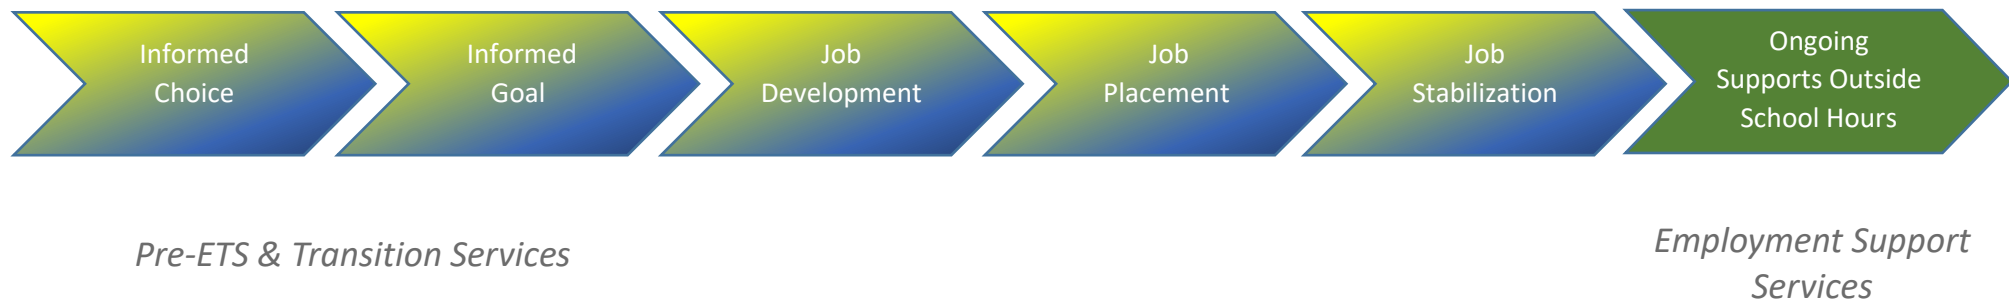 Informed
Choice
Informed
Goal
Job
Development
Job
Placement
Job
Stabilization
Ongoing
Supports Outside
School Hours
Pre-ETS & Transition Services
Employment Support
Services